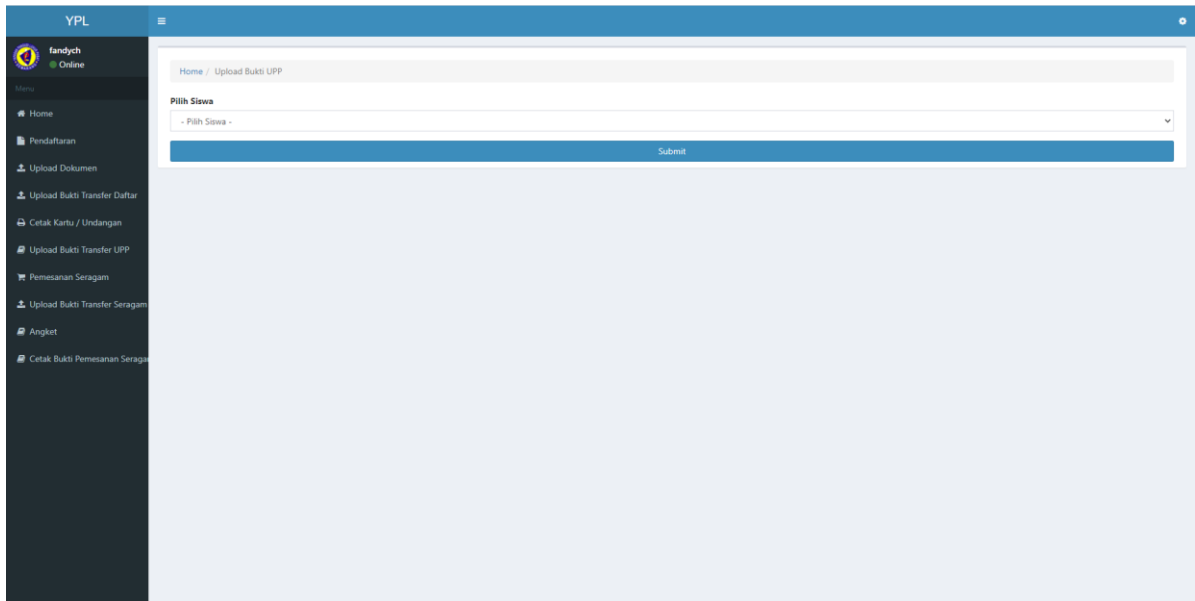 YPL
fandych
Online
Menu
Home
Pendaftaran
Upload Dokumen
Upload Bukti Transfer Daftar
Cetak Kartu / Undangan
Upload Bukti Transfer UPP
Pemesanan Seragam
Upload Bukti Transfer Seragam
Angket
Cetak Bukti Pemesanan Seraga
Home / Upload Bukti UPP
Pilih Siswa
- Pilih Siswa -
Submit